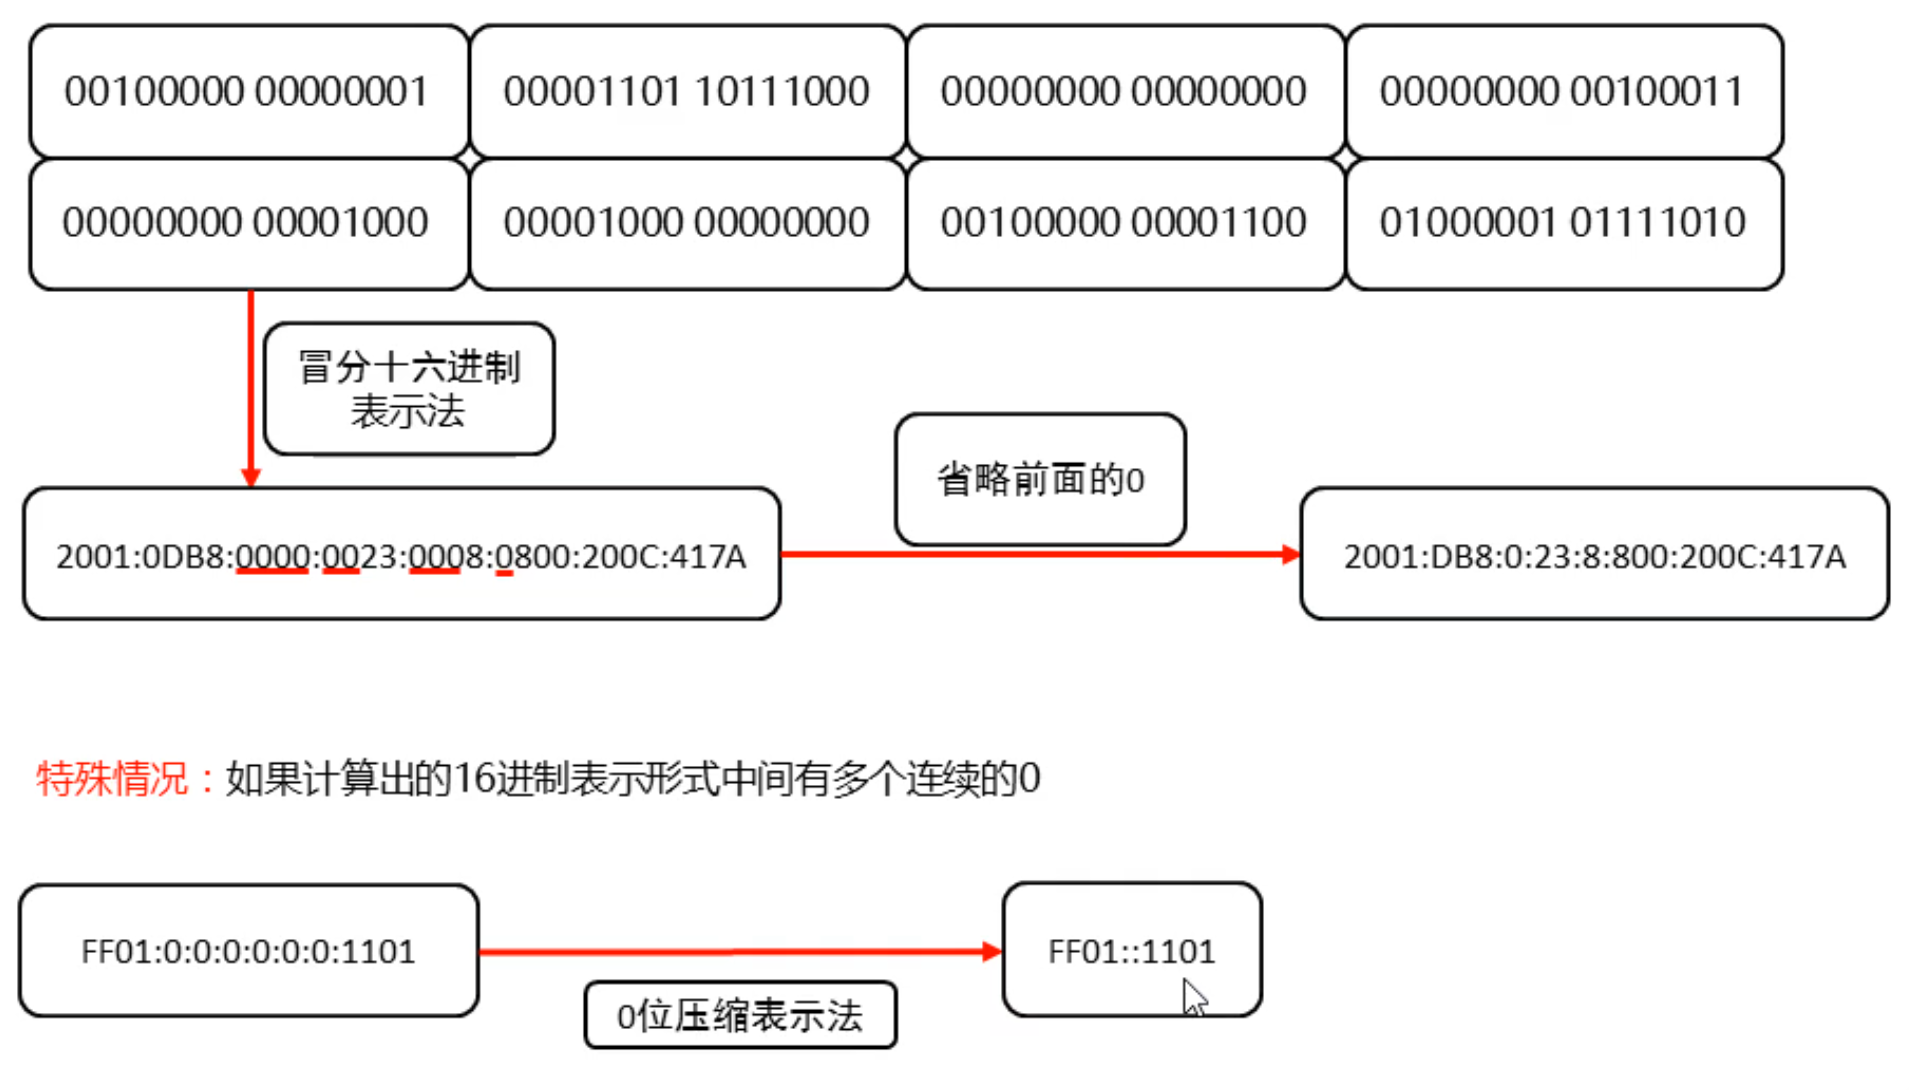 00100000 00000001 00001101 10111000 00000000 00000000 00000000 00100011
00000000 00001000 00001000 00000000 00100000 00001100 01000001 01111010
冒分十六进制
表示法
省略前面的0
2001:0DB8:0000:0023:0008:0800:200C:417A
2001:DB8:0:23:8:800:200C:417A
特殊情况：如果计算出的16进制表示形式中间有多个连续的0
FF01:0:0:0:0:0:0:1101
FF01::1101
0位压缩表示法